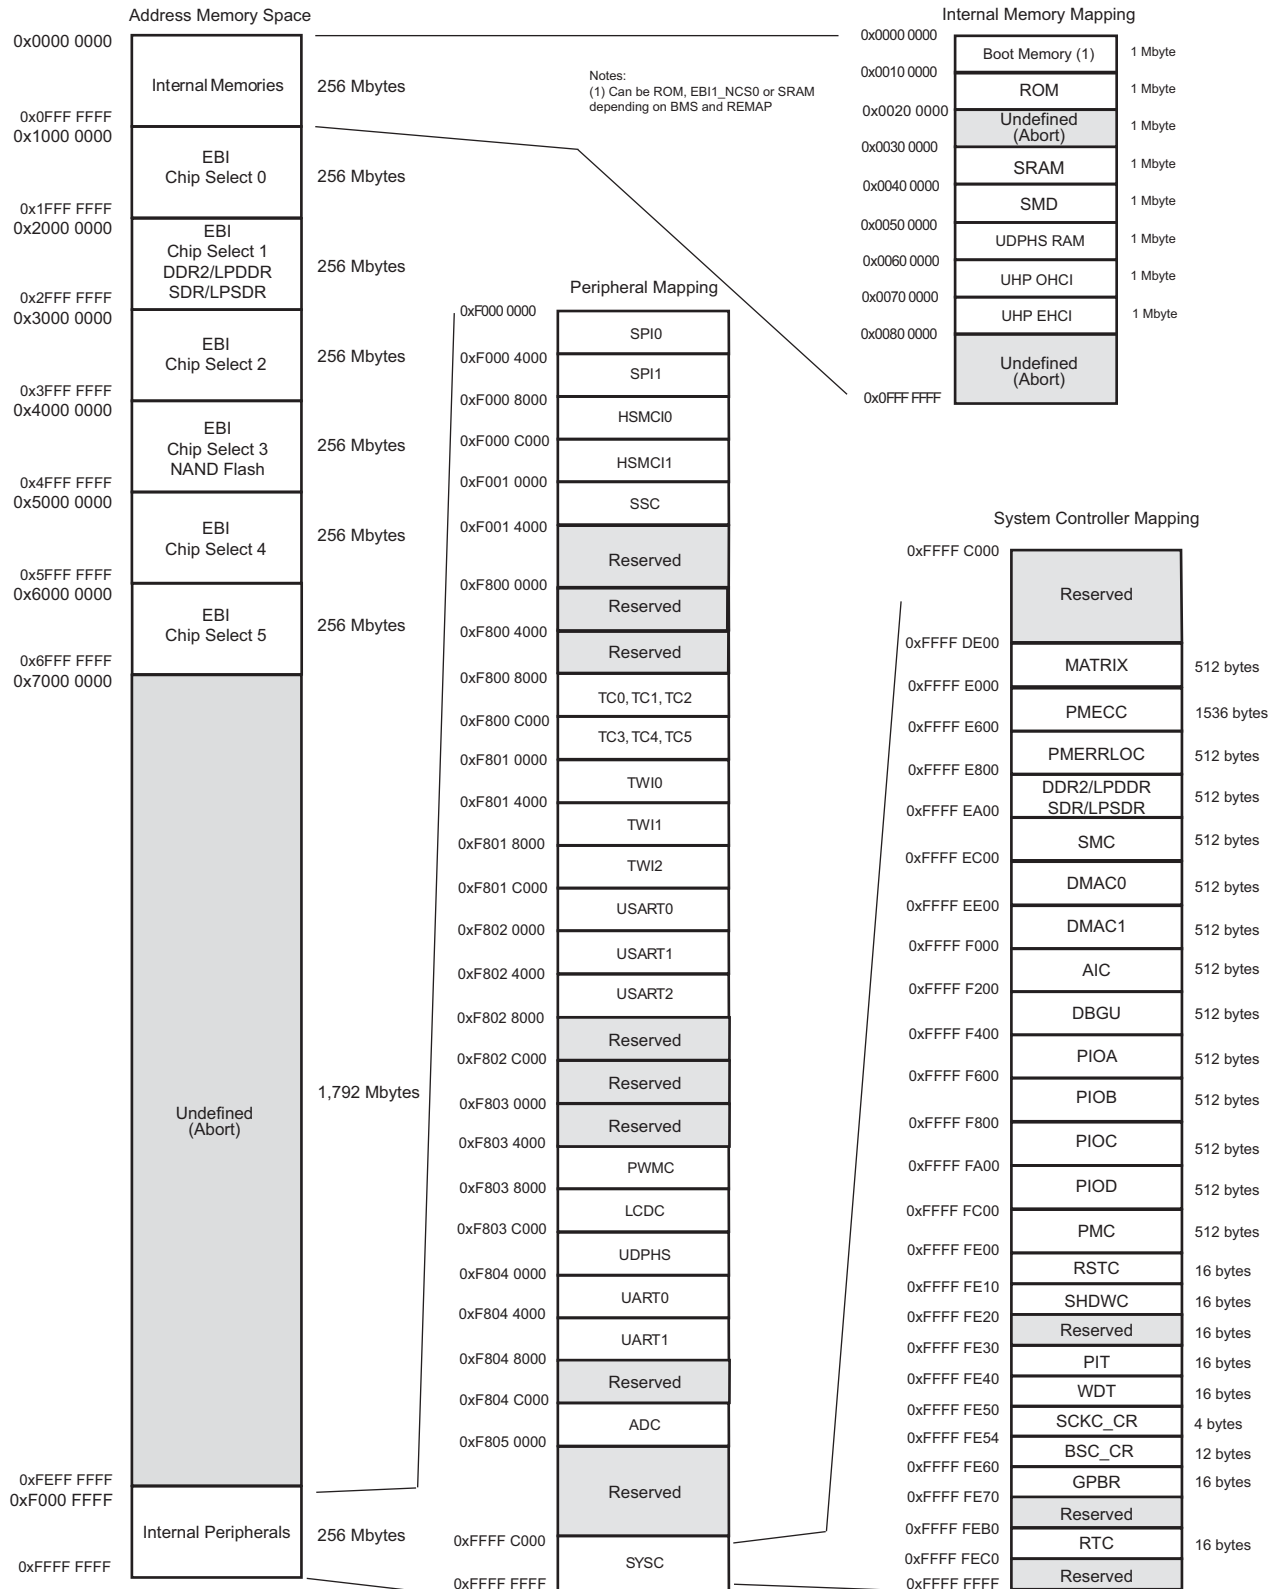 Address Memory Space
0x0000 0000
Internal Memories
256 Mbytes
0x0FFF FFFF
0x1000 0000
EBI
Chip Select 0
256 Mbytes
0x1FFF FFFF
0x2000 0000
EBI
Chip Select 1
DDR2/LPDDR
SDR/LPSDR
256 Mbytes
0x2FFF FFFF
0x3000 0000
EBI
Chip Select 2
256 Mbytes
0x3FFF FFFF
0x4000 0000
EBI
Chip Select 3
NAND Flash
256 Mbytes
0x4FFF FFFF
0x5000 0000
EBI
Chip Select 4
256 Mbytes
0x5FFF FFFF
0x6000 0000
EBI
Chip Select 5
256 Mbytes
0x6FFF FFFF
0x7000 0000
Undefined
(Abort)
1,792 Mbytes
0xFEFF FFFF
0xF000 FFFF
Internal Peripherals
256 Mbytes
0xFFFF FFFF
Notes:
(1) Can be ROM, EBI1_NCS0 or SRAM
depending on BMS and REMAP
Peripheral Mapping
0xF000 0000
SPI0
0xF000 4000
SPI1
0xF000 8000
HSMCI0
0xF000 C000
HSMCI1
0xF001 0000
SSC
0xF001 4000
Reserved
0xF800 0000
Reserved
0xF800 4000
Reserved
0xF800 8000
TC0, TC1, TC2
0xF800 C000
TC3, TC4, TC5
0xF801 0000
TWI0
0xF801 4000
TWI1
0xF801 8000
TWI2
0xF801 C000
USART0
0xF802 0000
USART1
0xF802 4000
USART2
0xF802 8000
Reserved
0xF802 C000
Reserved
0xF803 0000
Reserved
0xF803 4000
PWMC
0xF803 8000
LCDC
0xF803 C000
UDPHS
0xF804 0000
UART0
0xF804 4000
UART1
0xF804 8000
Reserved
0xF804 C000
ADC
0xF805 0000
Reserved
0xFFFF C000
SYSC
0xFFFF FFFF
Internal Memory Mapping
0x0000 0000
Boot Memory (1)
1 Mbyte
0x0010 0000
ROM
1 Mbyte
0x0020 0000
Undefined
(Abort)
1 Mbyte
0x0030 0000
SRAM
1 Mbyte
0x0040 0000
SMD
1 Mbyte
0x0050 0000
UDPHS RAM
1 Mbyte
0x0060 0000
UHP OHCI
1 Mbyte
0x0070 0000
UHP EHCI
1 Mbyte
0x0080 0000
Undefined
(Abort)
0x0FFF FFFF
System Controller Mapping
0xFFFF C000
Reserved
0xFFFF DE00
MATRIX
512 bytes
0xFFFF E000
PMECC
1536 bytes
0xFFFF E600
PMERRLOC
512 bytes
0xFFFF E800
DDR2/LPDDR
SDR/LPSDR
512 bytes
0xFFFF EA00
SMC
512 bytes
0xFFFF EC00
DMAC0
512 bytes
0xFFFF EE00
DMAC1
512 bytes
0xFFFF F000
AIC
512 bytes
0xFFFF F200
DBGU
512 bytes
0xFFFF F400
PIOA
512 bytes
0xFFFF F600
PIOB
512 bytes
0xFFFF F800
PIOC
512 bytes
0xFFFF FA00
PIOD
512 bytes
0xFFFF FC00
PMC
512 bytes
0xFFFF FE00
RSTC
16 bytes
0xFFFF FE10
SHDWC
16 bytes
0xFFFF FE20
Reserved
16 bytes
0xFFFF FE30
PIT
16 bytes
0xFFFF FE40
WDT
16 bytes
0xFFFF FE50
SCKC_CR
4 bytes
0xFFFF FE54
BSC_CR
12 bytes
0xFFFF FE60
GPBR
16 bytes
0xFFFF FE70
Reserved
0xFFFF FEB0
RTC
16 bytes
0xFFFF FEC0
Reserved
0xFFFF FFFF